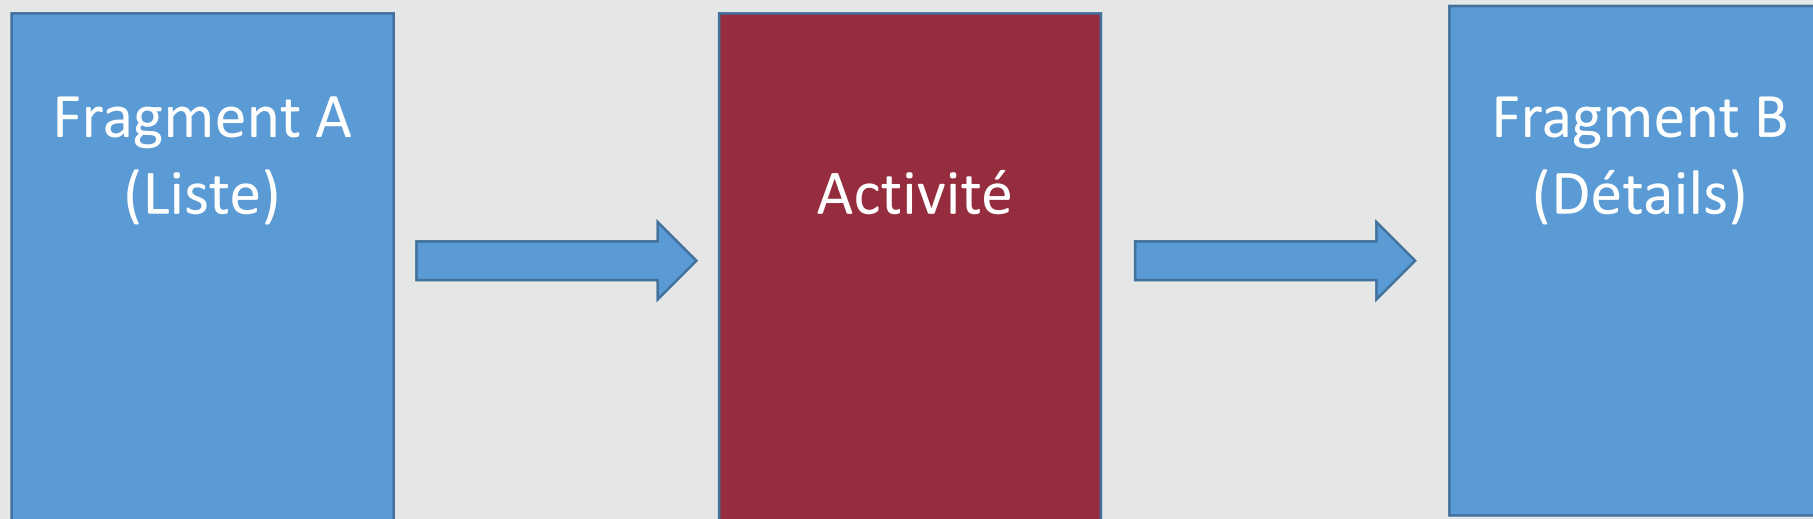 Fragment A
(Liste)
Activité
Fragment B
(Détails)